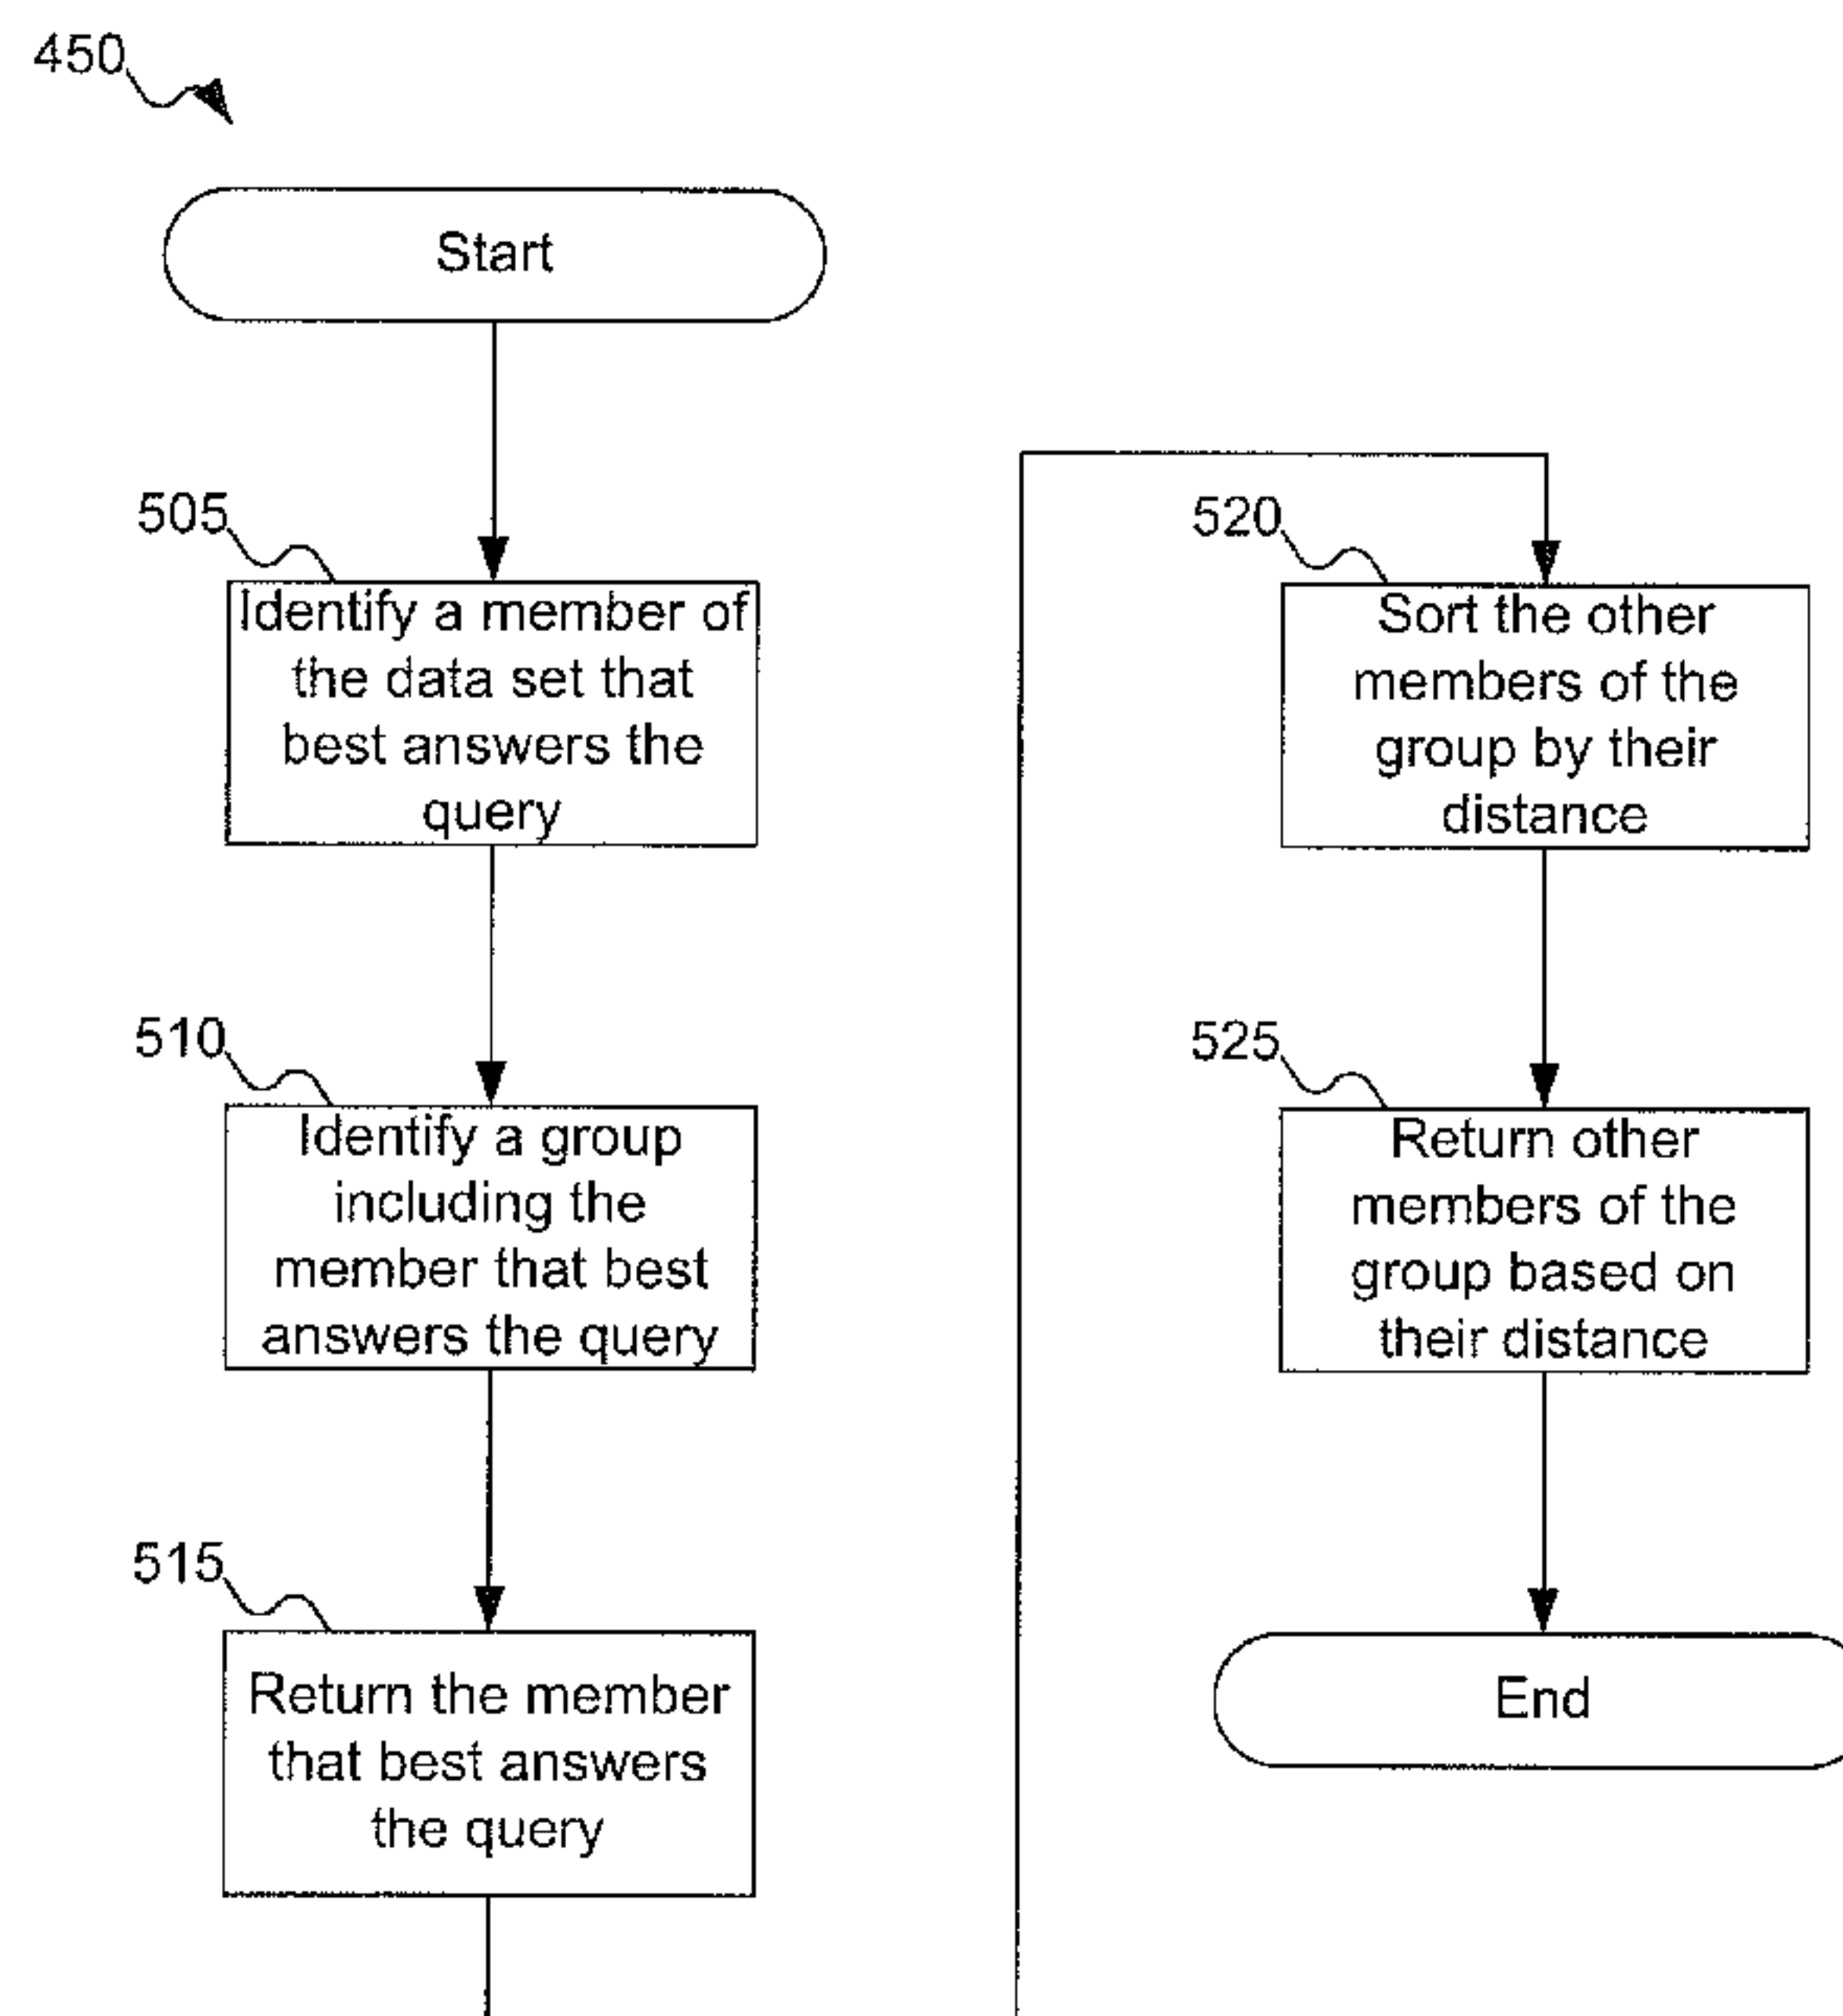 450
Start
505
Identify a member of
the data set that
best answers the
query
510
Identify a group
including the
member that best
answers the query
515
Return the member
that best answers
the query
520
Sort the other
members of the
group by their
distance
525
Return other
members of the
group based on
their distance
End